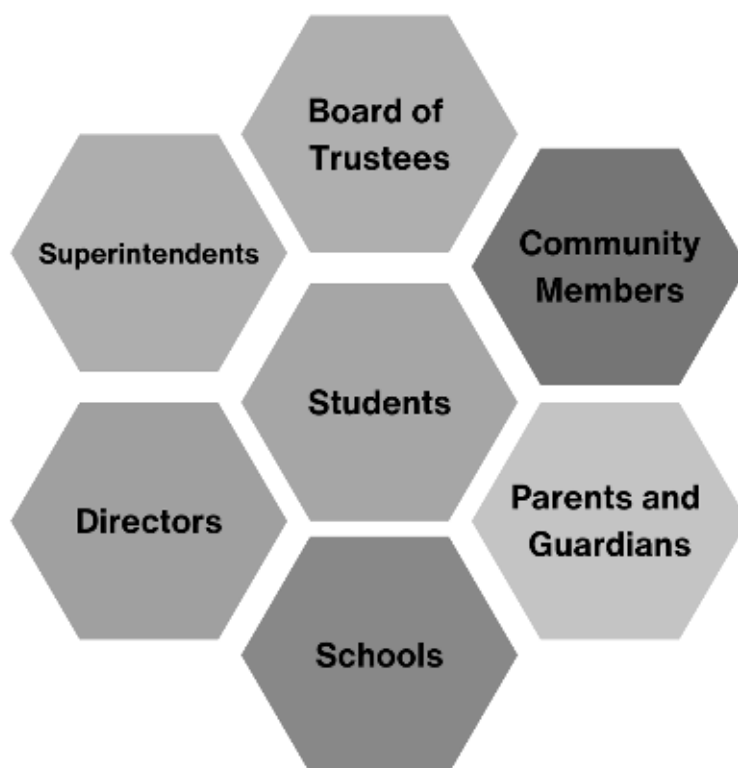 Board of
Trustees
Superintendents
Community
Members
Students
Directors
Parents and
Guardians
Schools